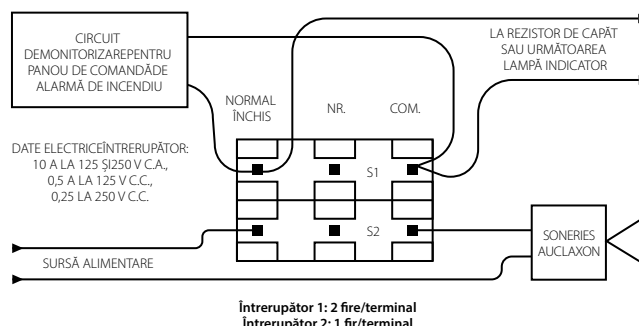 CIRCUIT
DEMONITORIZAREPENTRU
PANOU DE COMANDĂDE
ALARMĂ DE INCENDIU
LA REZISTOR DE CAPĂT
SAU URMĂTOAREA
LAMPĂ INDICATOR
NORMAL
ÎNCHIS
NR.
COM.
DATE ELECTRICEÎNTRERUPĂTOR:
10 A LA 125 ȘI250 V C.A.,
0,5 A LA 125 V C.C.,
0,25 LA 250 V C.C.
S1
S2
SURSĂ ALIMENTARE
SONERIES
AUCLAXON
Întrerupător 1: 2 fire/terminal
Întrerupător 2: 1 fir/terminal